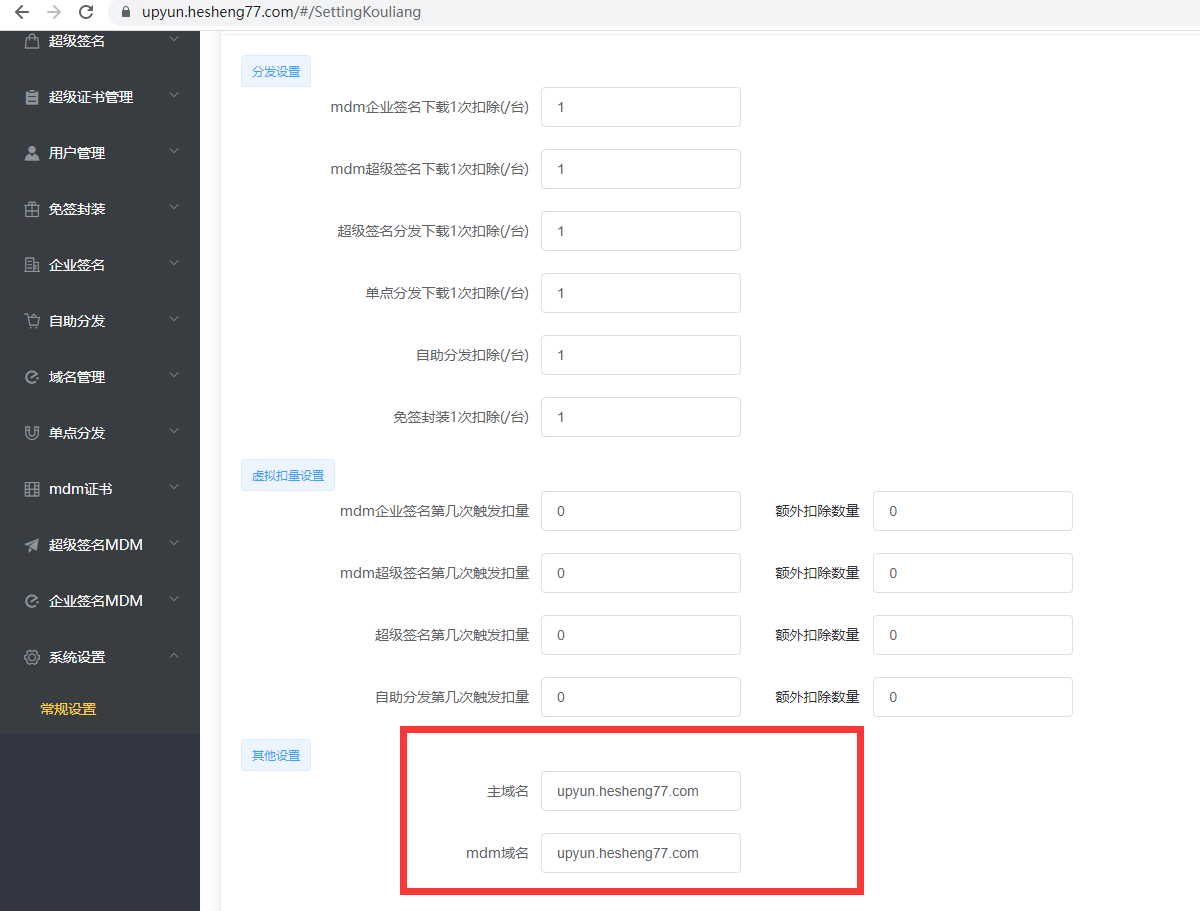 upyun.hesheng77.com/#/SettingKouliang
超级签名
超级证书管理
用户管理
免签封装
企业签名
自助分发
域名管理
单点分发
mdm证书
超级签名MDM
企业签名MDM
系统设置
常规设置
分发设置
mdm企业签名下载1次扣除(/台) 1
mdm超级签名下载1次扣除(/台) 1
超级签名分发下载1次扣除(/台) 1
单点分发下载1次扣除(/台) 1
自助分发扣除(/台) 1
免签封装1次扣除(/台) 1
虚拟扣量设置
mdm企业签名第几次触发扣量 0 额外扣除数量 0
mdm超级签名第几次触发扣量 0 额外扣除数量 0
超级签名第几次触发扣量 0 额外扣除数量 0
自助分发第几次触发扣量 0 额外扣除数量 0
其他设置
主域名 upyun.hesheng77.com
mdm域名 upyun.hesheng77.com